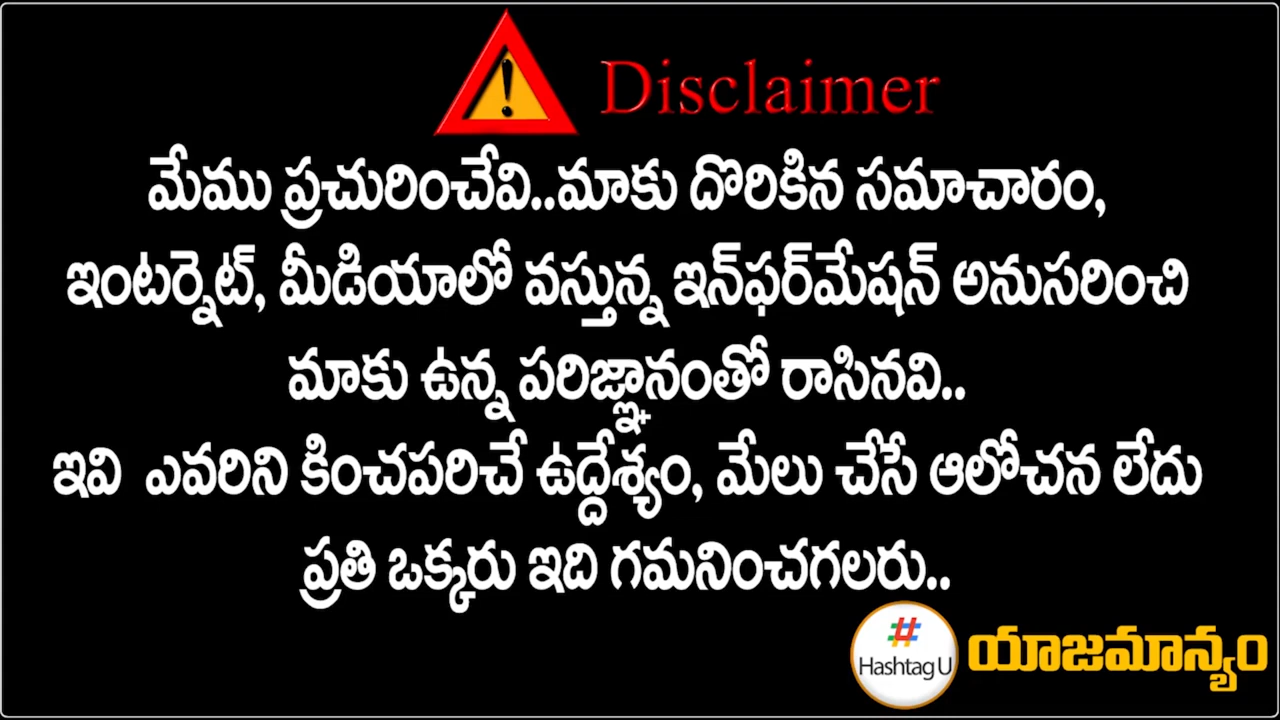 Disclaimer
మేము ప్రచురించేవి..మాకు దొరికిన సమాచారం,
ఇంటర్నెట్, మీడియాలో వస్తున్న ఇన్‌ఫర్‌మేషన్ అనుసరించి
మాకు ఉన్న పరిజ్ఞానంతో రాసినవి..
ఇవి ఎవరిని కించపరిచే ఉద్దేశ్యం, మేలు చేసే ఆలోచన లేదు
ప్రతి ఒక్కరు ఇది గమనించగలరు..
#
Hashtag U
యాజమాన్యం